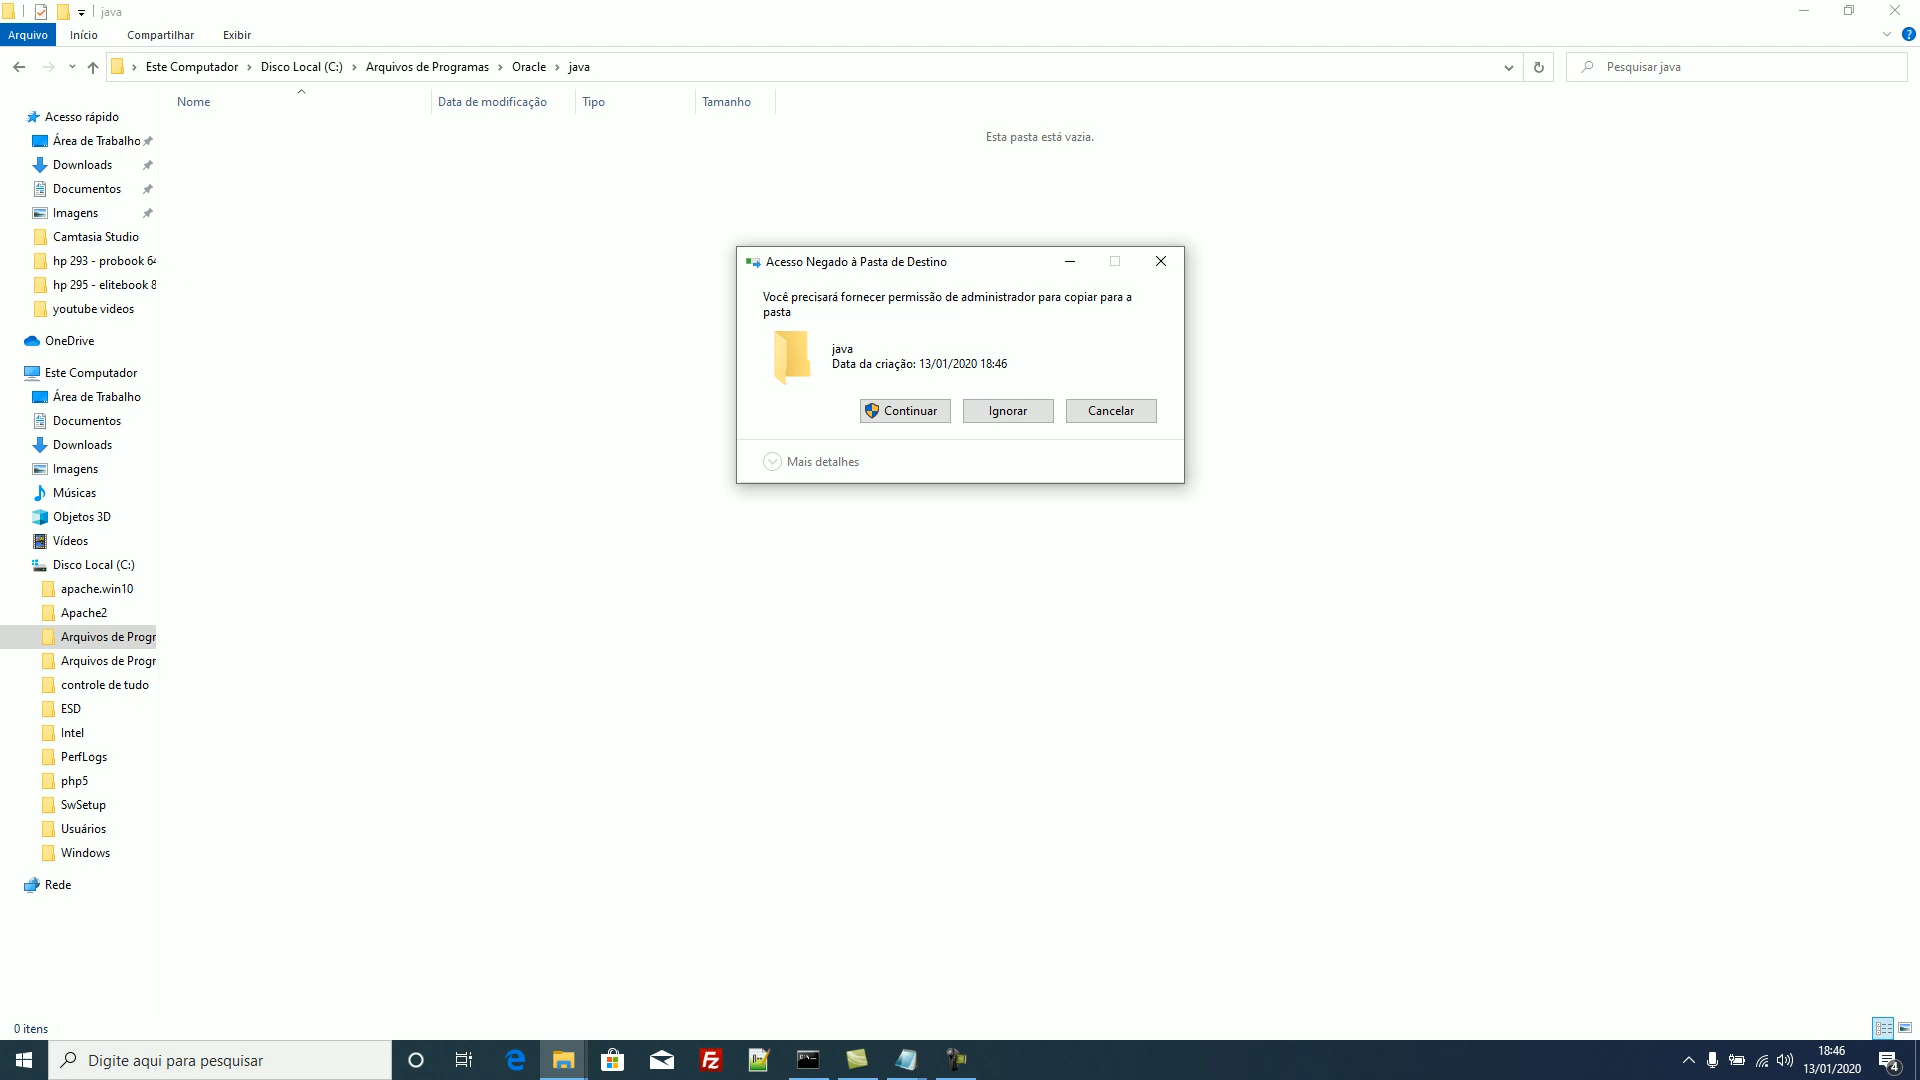 java
Arquivo
Início
Compartilhar
Exibir
Este Computador
Disco Local (C:)
Arquivos de Programas
Oracle
java
Pesquisar java
Nome
Data de modificação
Tipo
Tamanho
Esta pasta está vazia.
Acesso rápido
Área de Trabalho
Downloads
Documentos
Imagens
Camtasia Studio
hp 293 - probook 64
hp 295 - elitebook 8
youtube videos
OneDrive
Este Computador
Área de Trabalho
Documentos
Downloads
Imagens
Músicas
Objetos 3D
Vídeos
Disco Local (C:)
apache.win10
Apache2
Arquivos de Progr
Arquivos de Progr
controle de tudo
ESD
Intel
PerfLogs
php5
SwSetup
Usuários
Windows
Rede
Acesso Negado à Pasta de Destino
Você precisará fornecer permissão de administrador para copiar para a
pasta
java
Data da criação: 13/01/2020 18:46
Continuar
Ignorar
Cancelar
Mais detalhes
0 itens
Digite aqui para pesquisar
18:46
13/01/2020
4